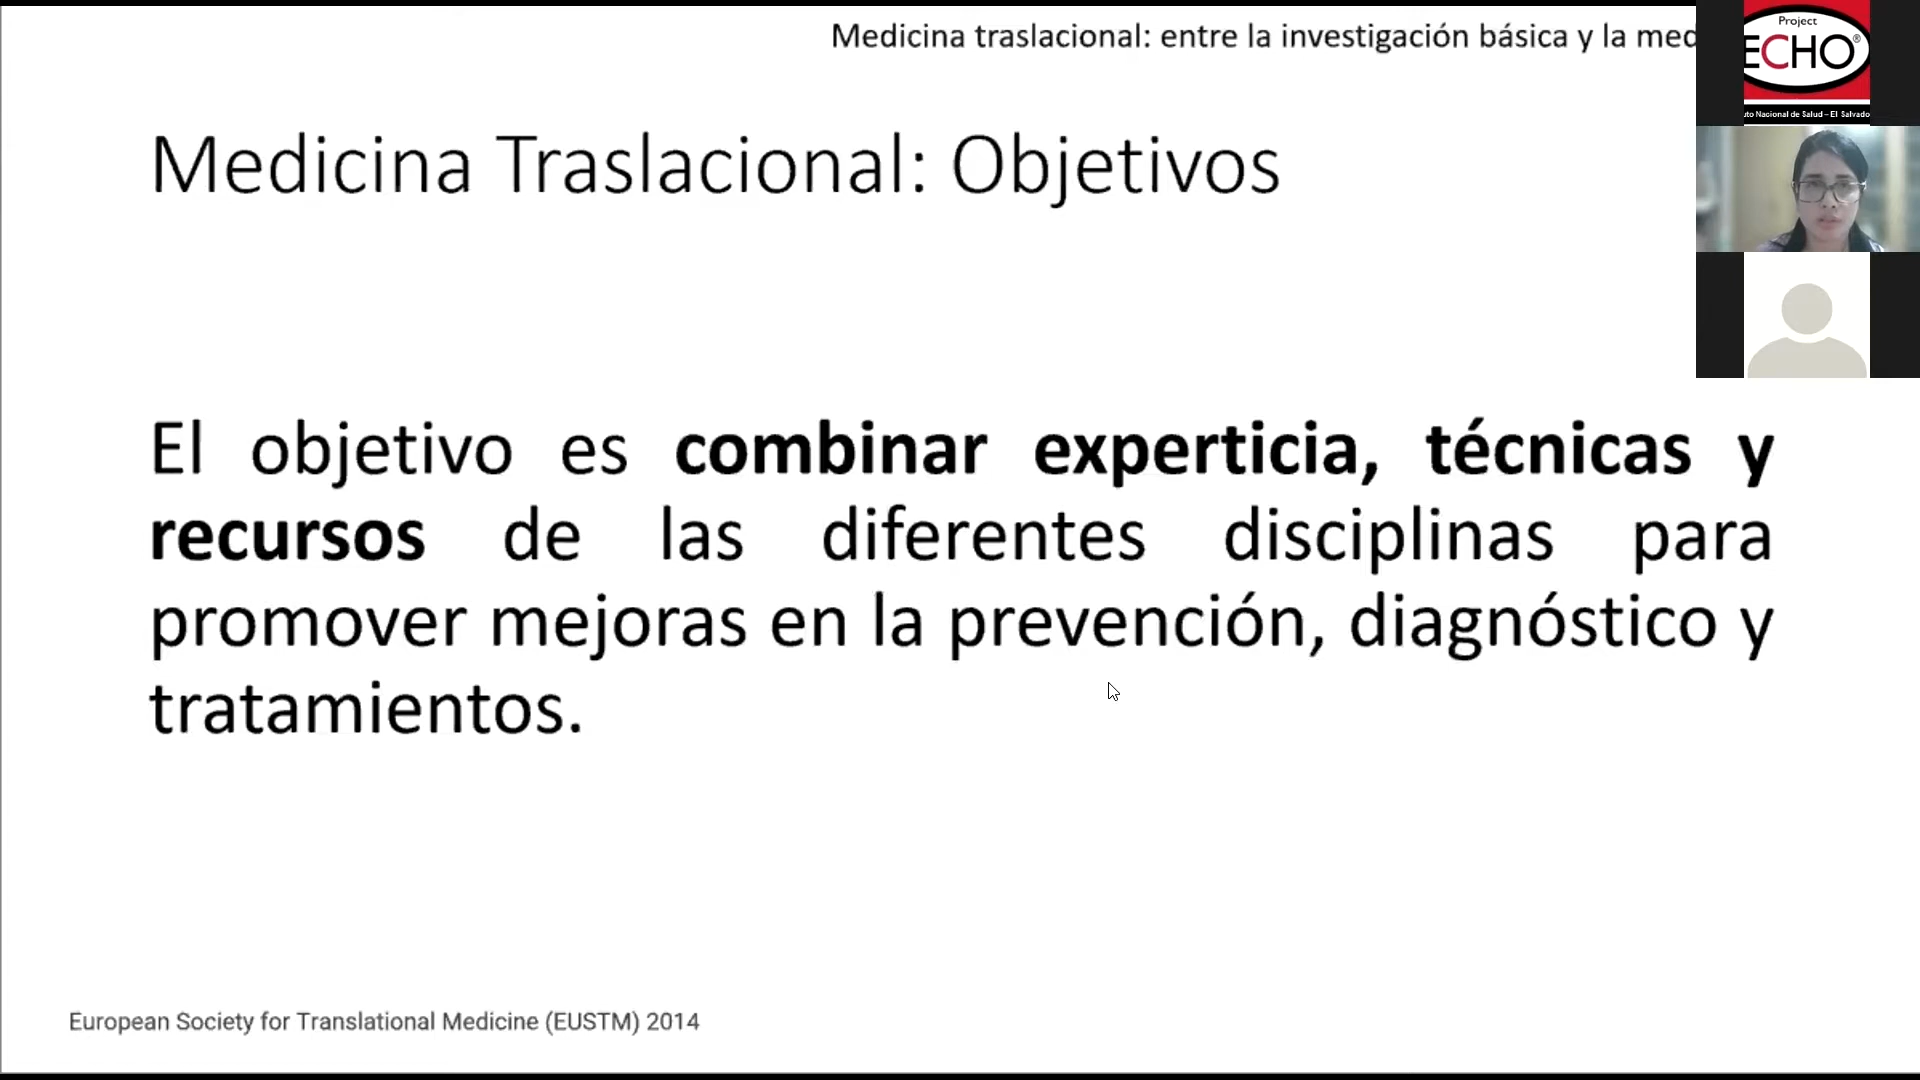 Medicina traslacional: entre la investigación básica y la med
Project
ECHO®
uto Nacional de Salud – El Salvado
Medicina Traslacional: Objetivos
El objetivo es combinar experticia, técnicas y
recursos de las diferentes disciplinas para
promover mejoras en la prevención, diagnóstico y
tratamientos.
European Society for Translational Medicine (EUSTM) 2014